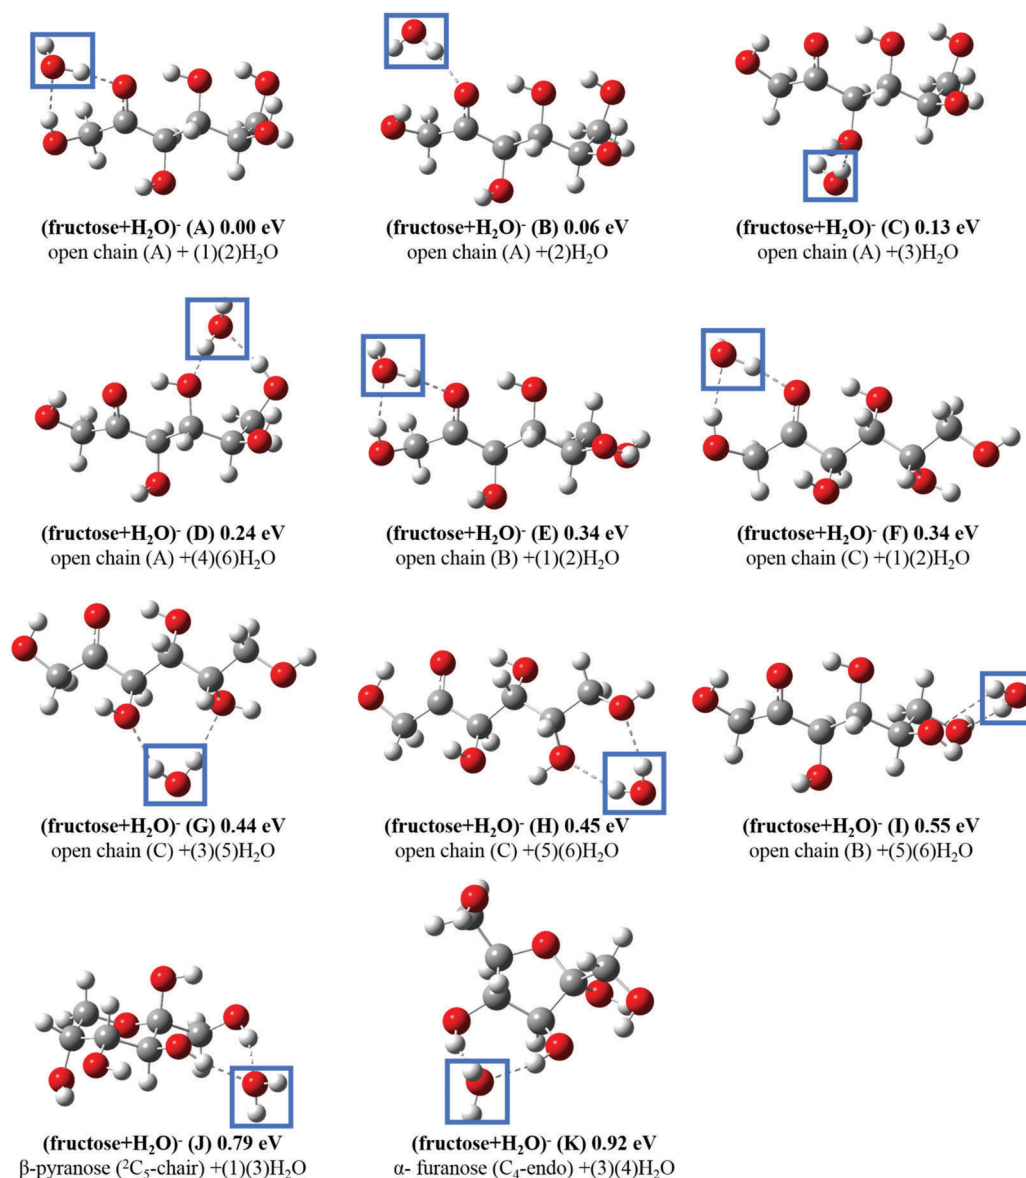 (fructose+H₂O)⁻ (A) 0.00 eV
open chain (A) + (1)(2)H₂O
(fructose+H₂O)⁻ (B) 0.06 eV
open chain (A) +(2)H₂O
(fructose+H₂O)⁻ (C) 0.13 eV
open chain (A) +(3)H₂O
(fructose+H₂O)⁻ (D) 0.24 eV
open chain (A) +(4)(6)H₂O
(fructose+H₂O)⁻ (E) 0.34 eV
open chain (B) +(1)(2)H₂O
(fructose+H₂O)⁻ (F) 0.34 eV
open chain (C) +(1)(2)H₂O
(fructose+H₂O)⁻ (G) 0.44 eV
open chain (C) +(3)(5)H₂O
(fructose+H₂O)⁻ (H) 0.45 eV
open chain (C) +(5)(6)H₂O
(fructose+H₂O)⁻ (I) 0.55 eV
open chain (B) +(5)(6)H₂O
(fructose+H₂O)⁻ (J) 0.79 eV
β-pyranose (²C₅-chair) +(1)(3)H₂O
(fructose+H₂O)⁻ (K) 0.92 eV
α- furanose (C₄-endo) +(3)(4)H₂O